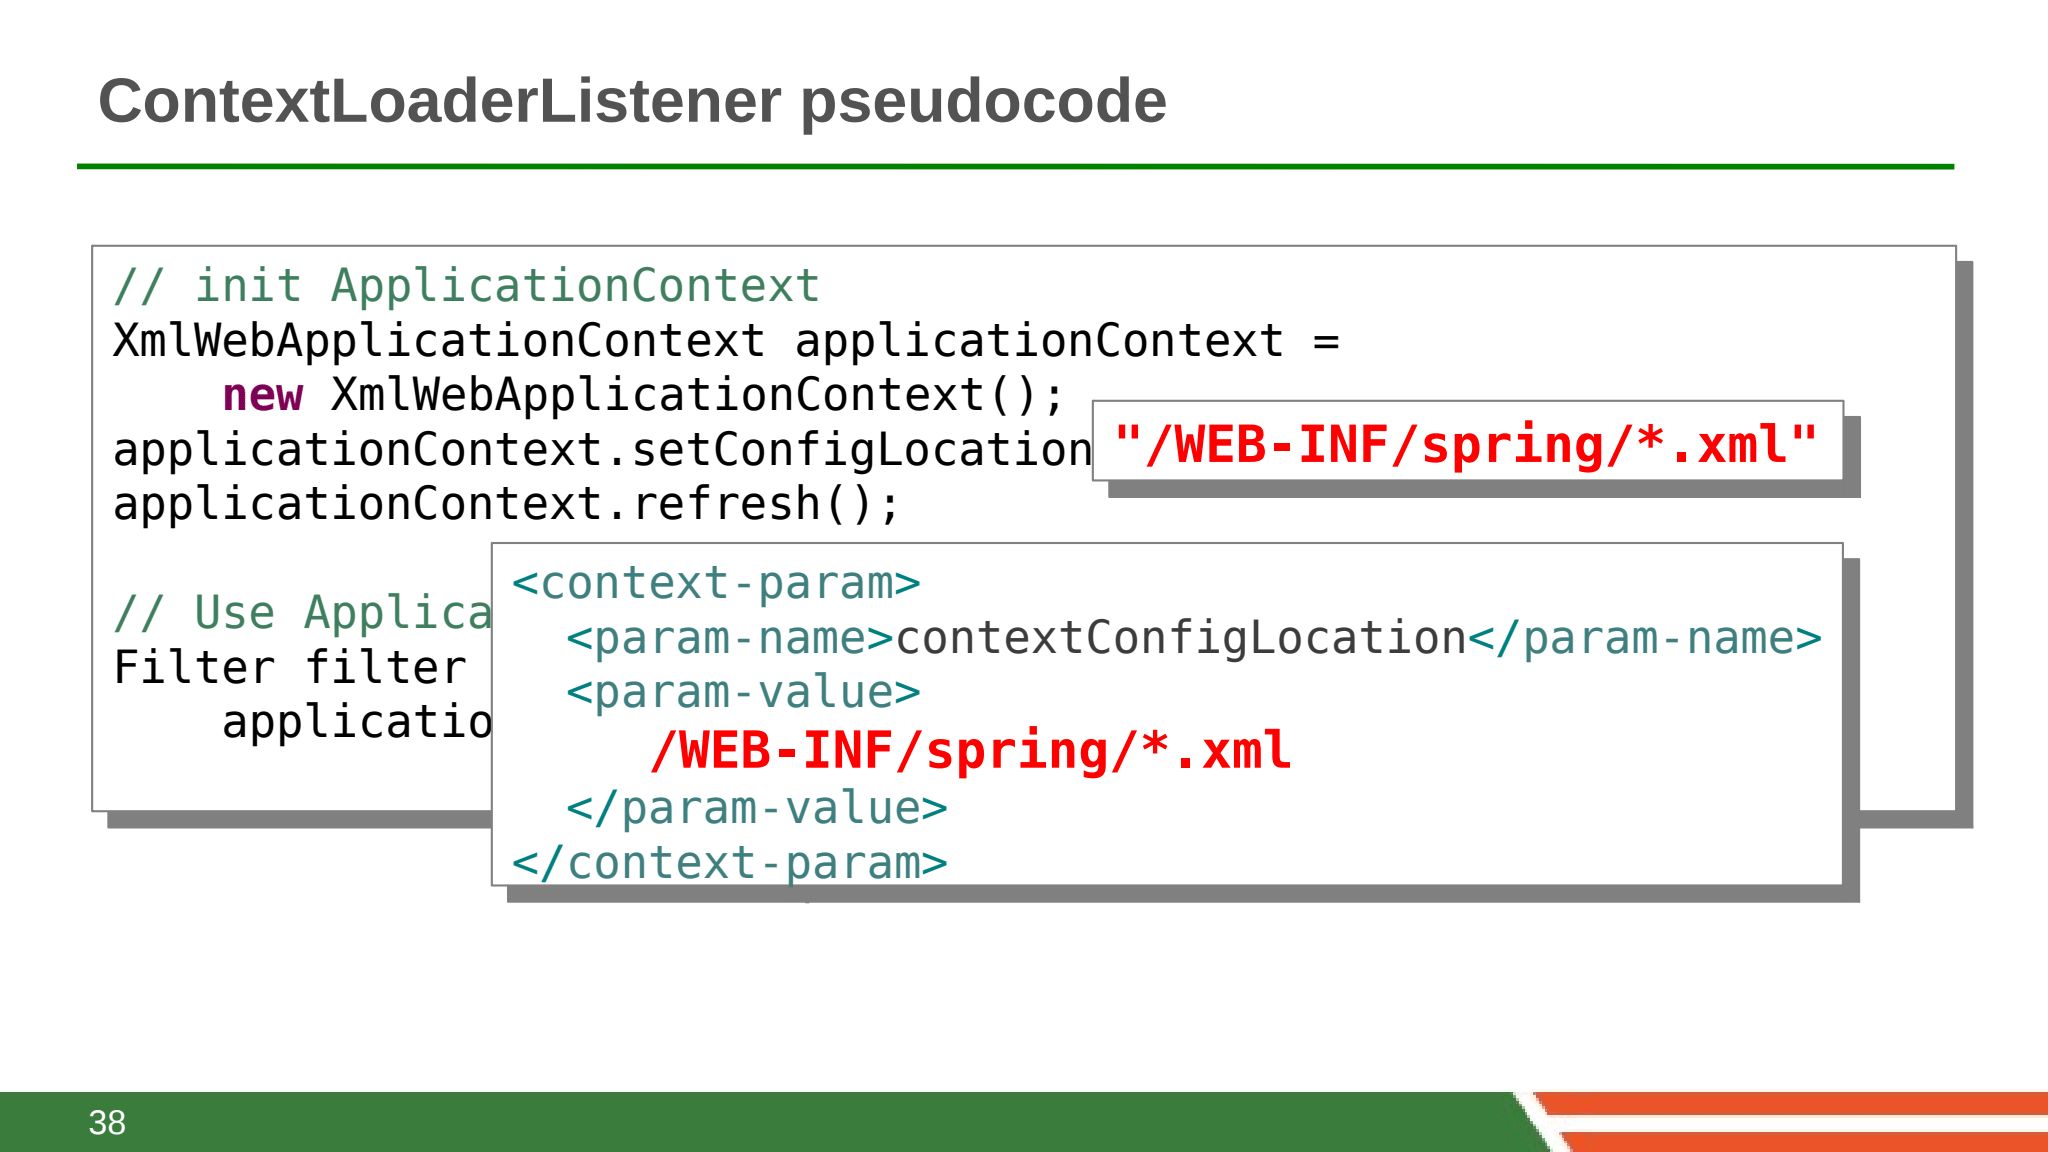 ContextLoaderListener pseudocode
// init ApplicationContext
XmlWebApplicationContext applicationContext =
    new XmlWebApplicationContext();
applicationContext.setConfigLocation
"/WEB-INF/spring/*.xml"
applicationContext.refresh();
// Use Applica
Filter filter
    applicatio
<context-param>
  <param-name>contextConfigLocation</param-name>
  <param-value>
     /WEB-INF/spring/*.xml
  </param-value>
</context-param>
38